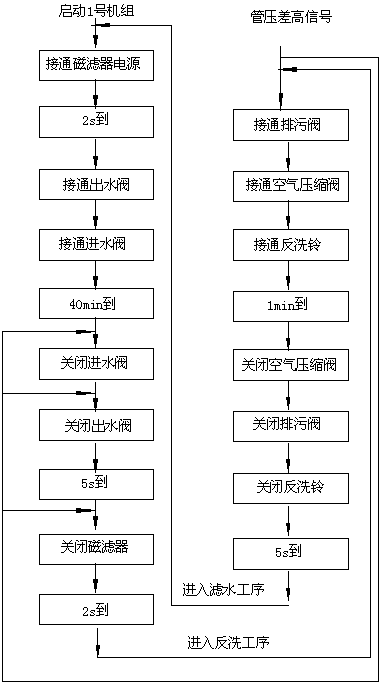 启动1号机组
接通磁滤器电源
2s到
接通出水阀
接通进水阀
40min到
关闭进水阀
关闭出水阀
5s到
关闭磁滤器
2s到
管压差高信号
接通排污阀
接通空气压缩阀
接通反洗铃
1min到
关闭空气压缩阀
关闭排污阀
关闭反洗铃
5s到
进入滤水工序
进入反洗工序